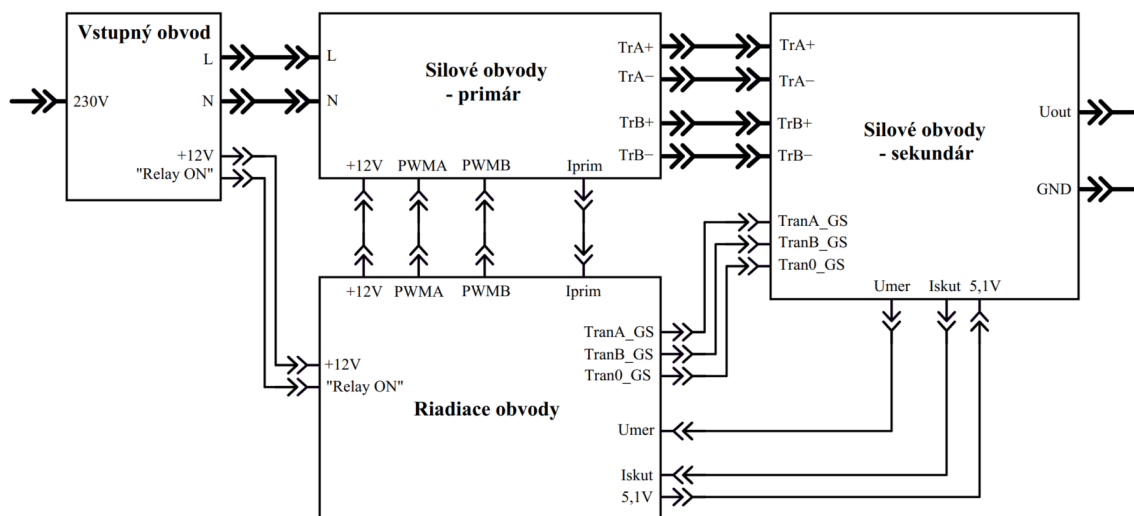 Vstupný obvod
L
230V
N
+12V
"Relay ON"
L
Silové obvody
- primár
N
TrA+
TrA−
TrB+
TrB−
+12V
PWMA
PWMB
Iprim
TrA+
TrA−
TrB+
TrB−
Silové obvody
- sekundár
Uout
GND
TranA_GS
TranB_GS
Tran0_GS
Umer
Iskut
5,1V
+12V
PWMA
PWMB
Iprim
TranA_GS
TranB_GS
Tran0_GS
+12V
"Relay ON"
Riadiace obvody
Umer
Iskut
5,1V